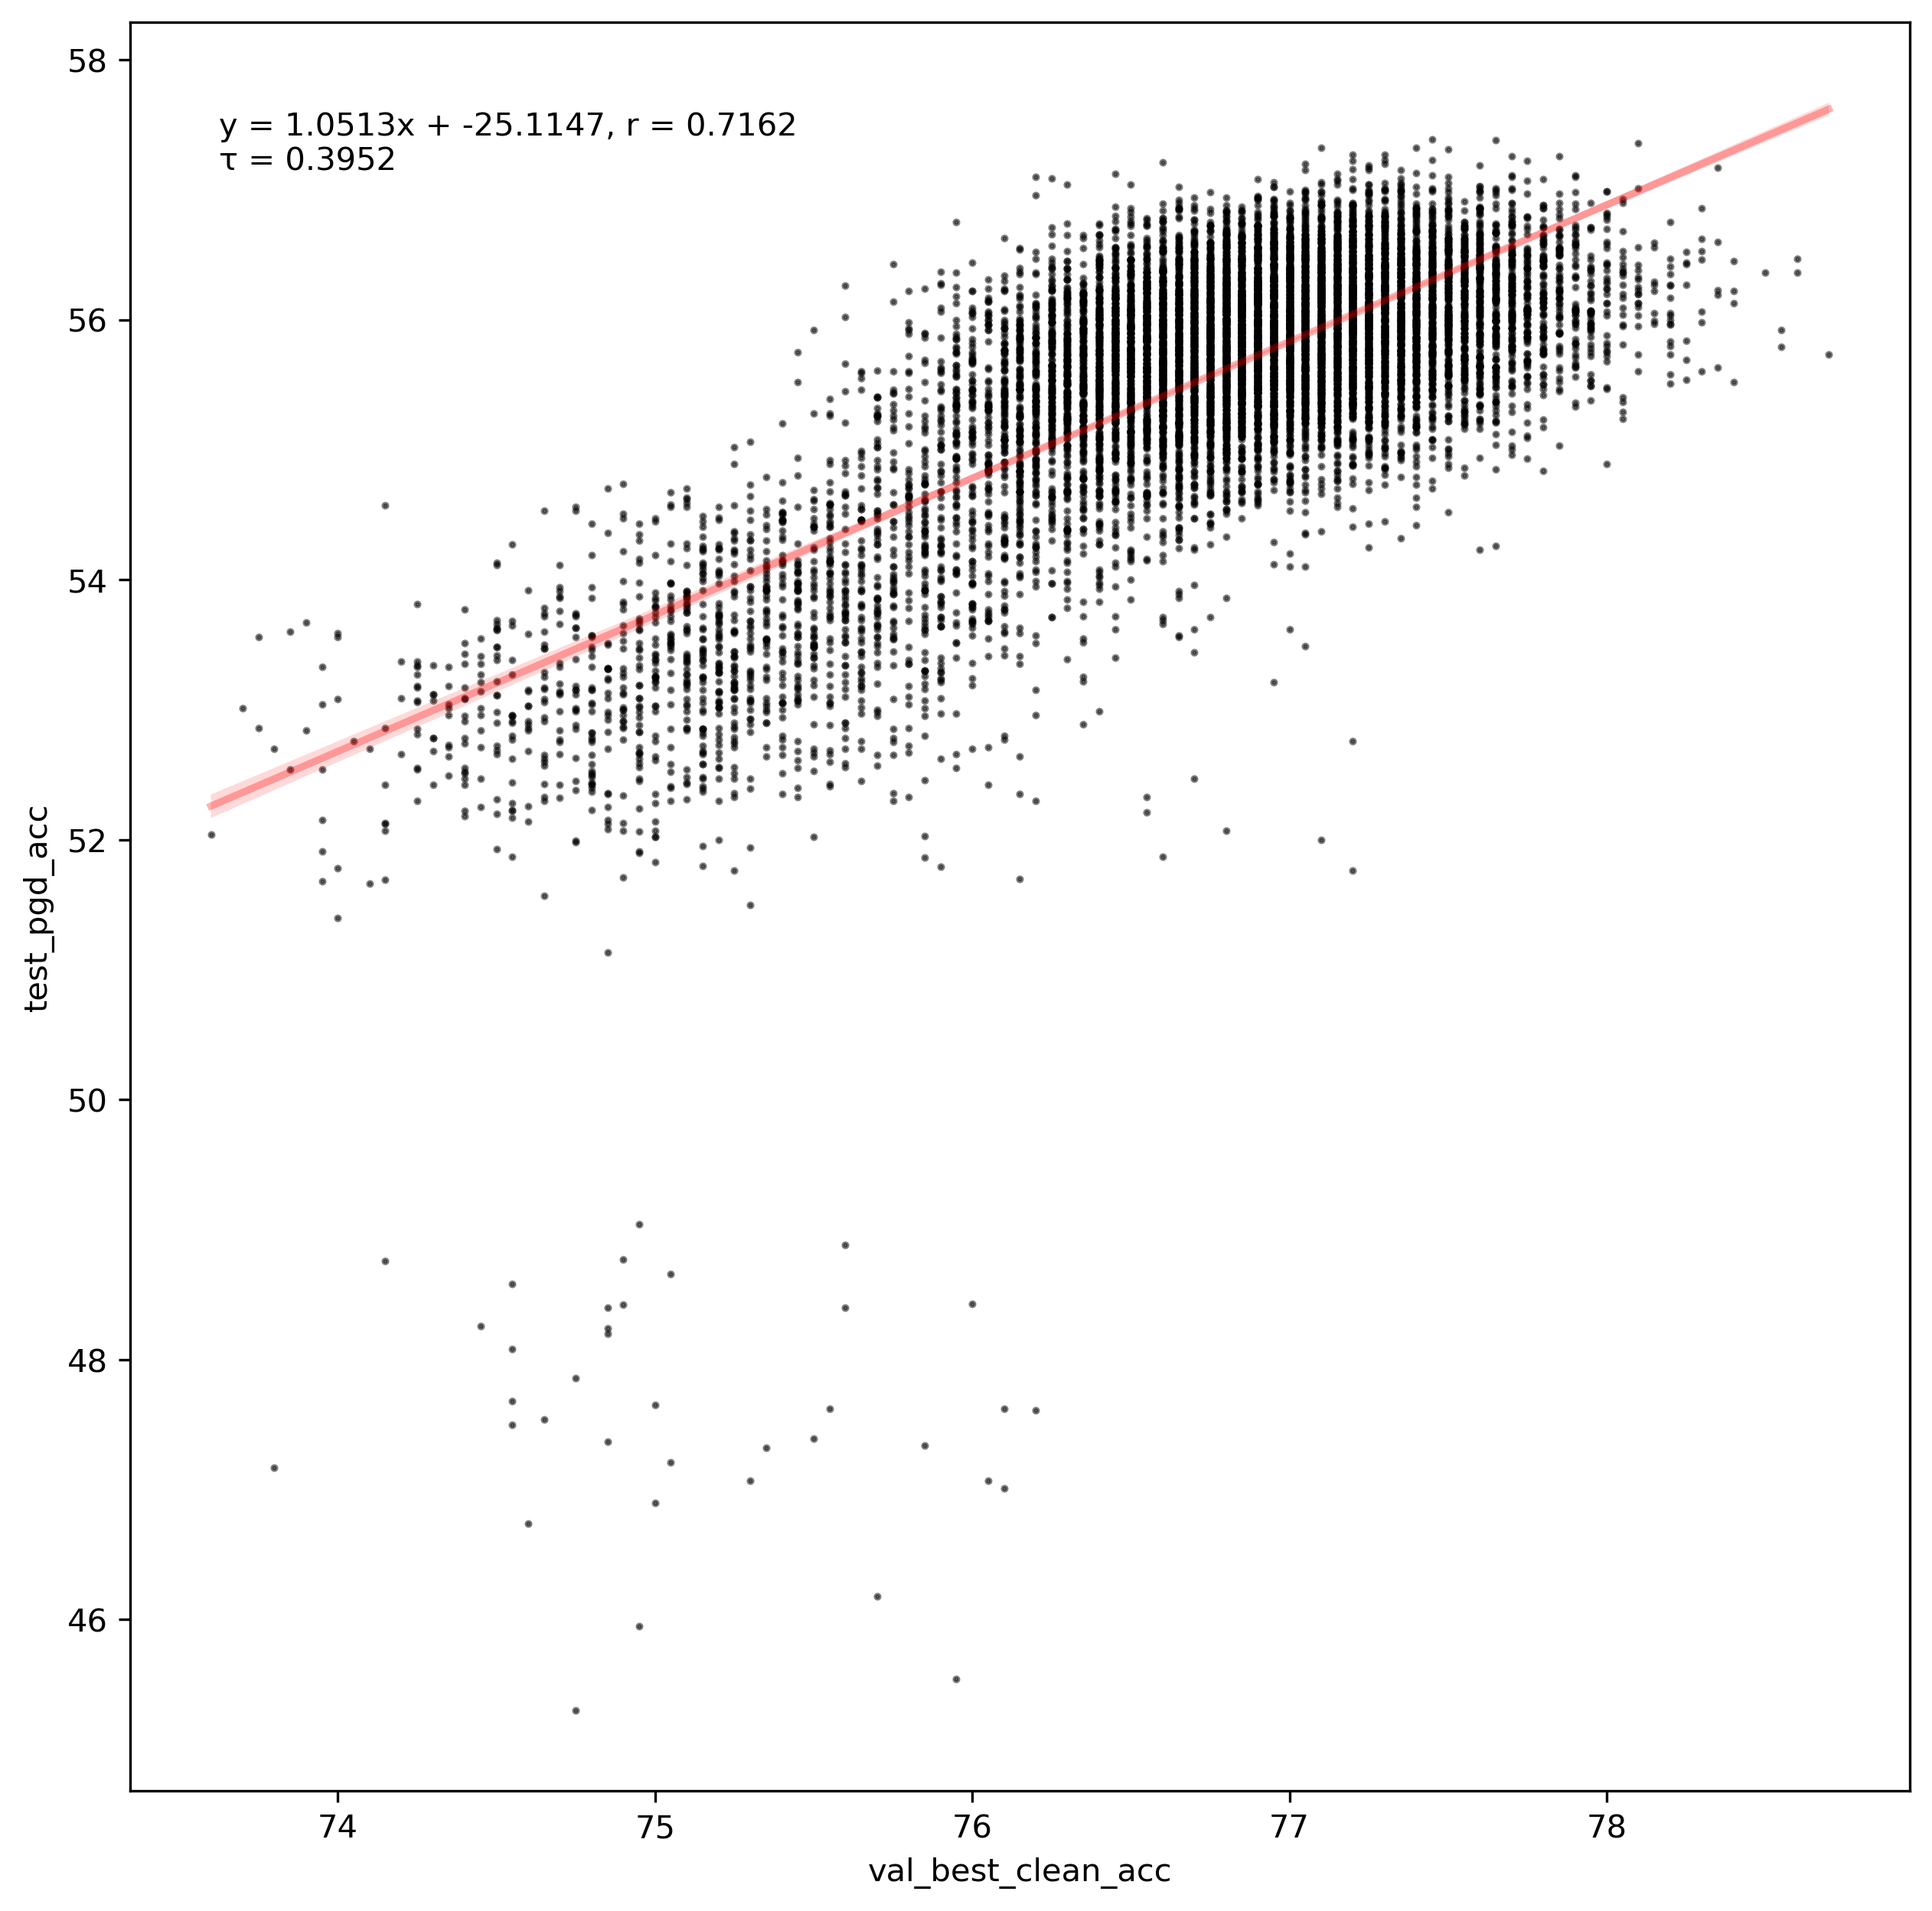 58
56
54
52
50
48
46
y = 1.0513x + -25.1147, r = 0.7162
τ = 0.3952
test_pgd_acc
74 75 76 77 78
val_best_clean_acc